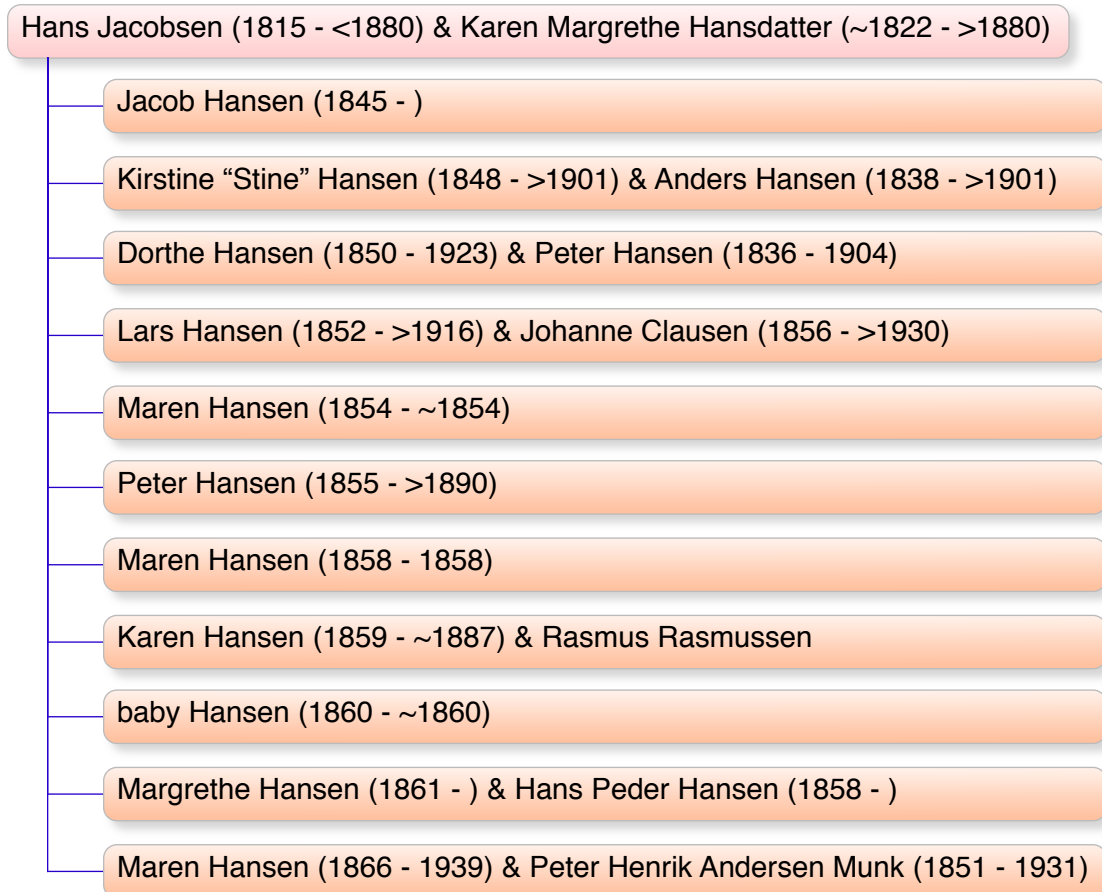 Hans Jacobsen (1815 - <1880) & Karen Margrethe Hansdatter (~1822 - >1880)
Jacob Hansen (1845 - )
Kirstine “Stine” Hansen (1848 - >1901) & Anders Hansen (1838 - >1901)
Dorthe Hansen (1850 - 1923) & Peter Hansen (1836 - 1904)
Lars Hansen (1852 - >1916) & Johanne Clausen (1856 - >1930)
Maren Hansen (1854 - ~1854)
Peter Hansen (1855 - >1890)
Maren Hansen (1858 - 1858)
Karen Hansen (1859 - ~1887) & Rasmus Rasmussen
baby Hansen (1860 - ~1860)
Margrethe Hansen (1861 - ) & Hans Peder Hansen (1858 - )
Maren Hansen (1866 - 1939) & Peter Henrik Andersen Munk (1851 - 1931)